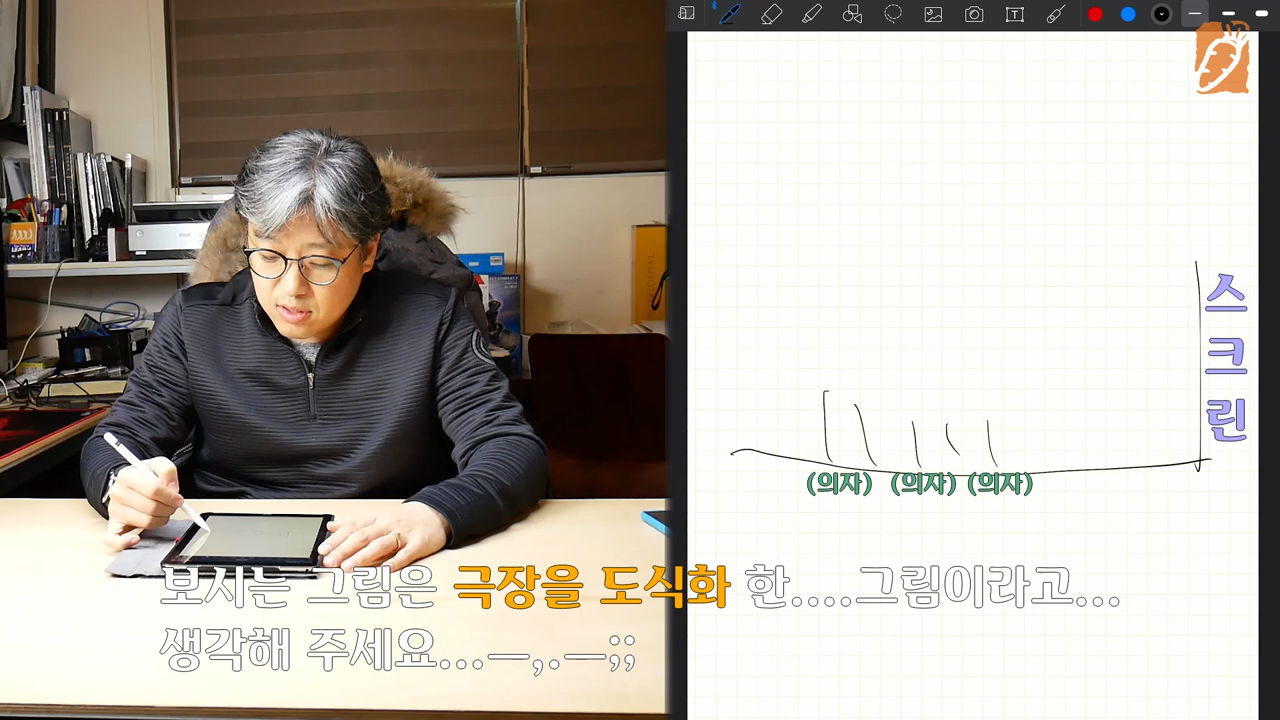 스크린
(의자) (의자) (의자)
보시는 그림은 극장을 도식화 한....그림이라고...
생각해 주세요...ㅡ,.ㅡ;;
EPSON